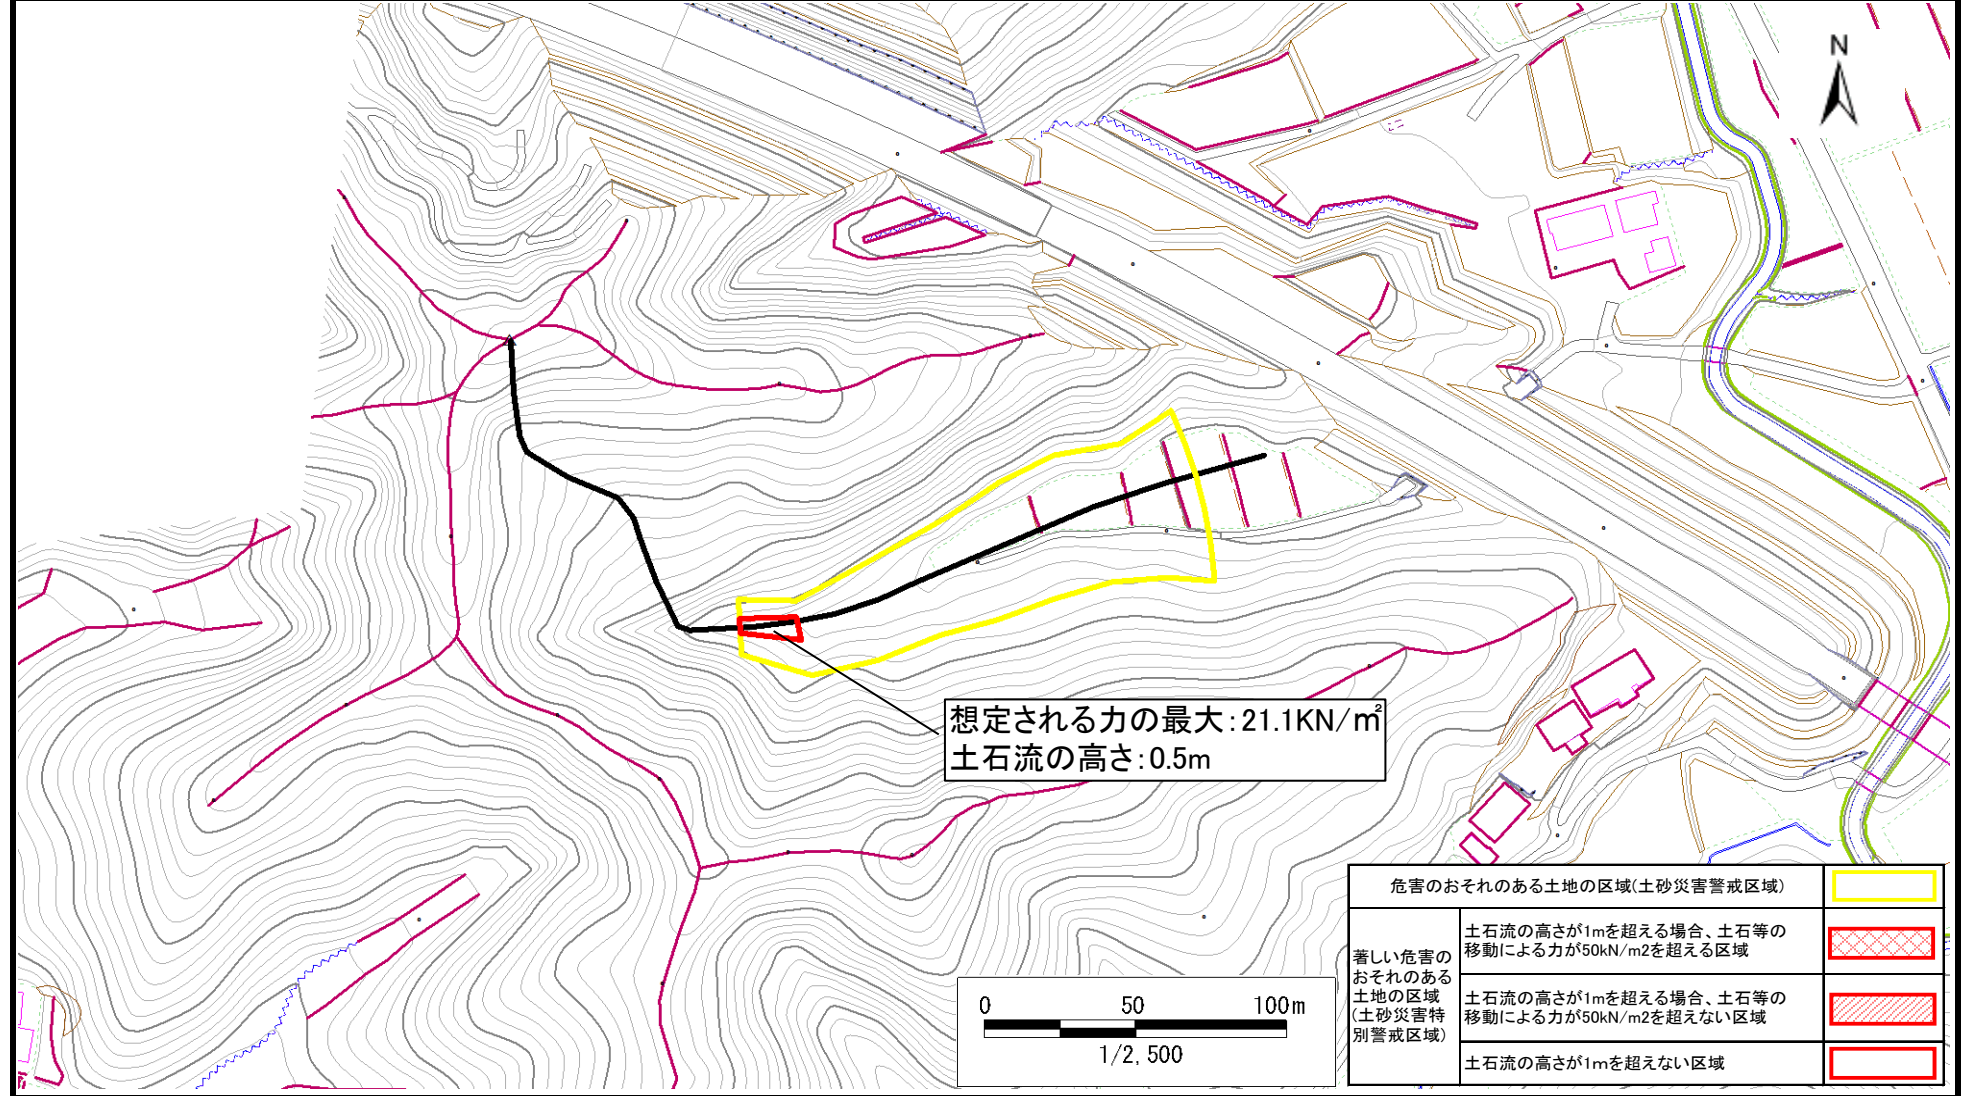 N
想定される力の最大:21.1KN/㎡
土石流の高さ:0.5m
0 50 100m
1/2,500
危害のおそれのある土地の区域(土砂災害警戒区域)
著しい危害の
おそれのある
土地の区域
(土砂災害特
別警戒区域)
土石流の高さが1mを超える場合、土石等の
移動による力が50kN/m2を超える区域
土石流の高さが1mを超える場合、土石等の
移動による力が50kN/m2を超えない区域
土石流の高さが1mを超えない区域